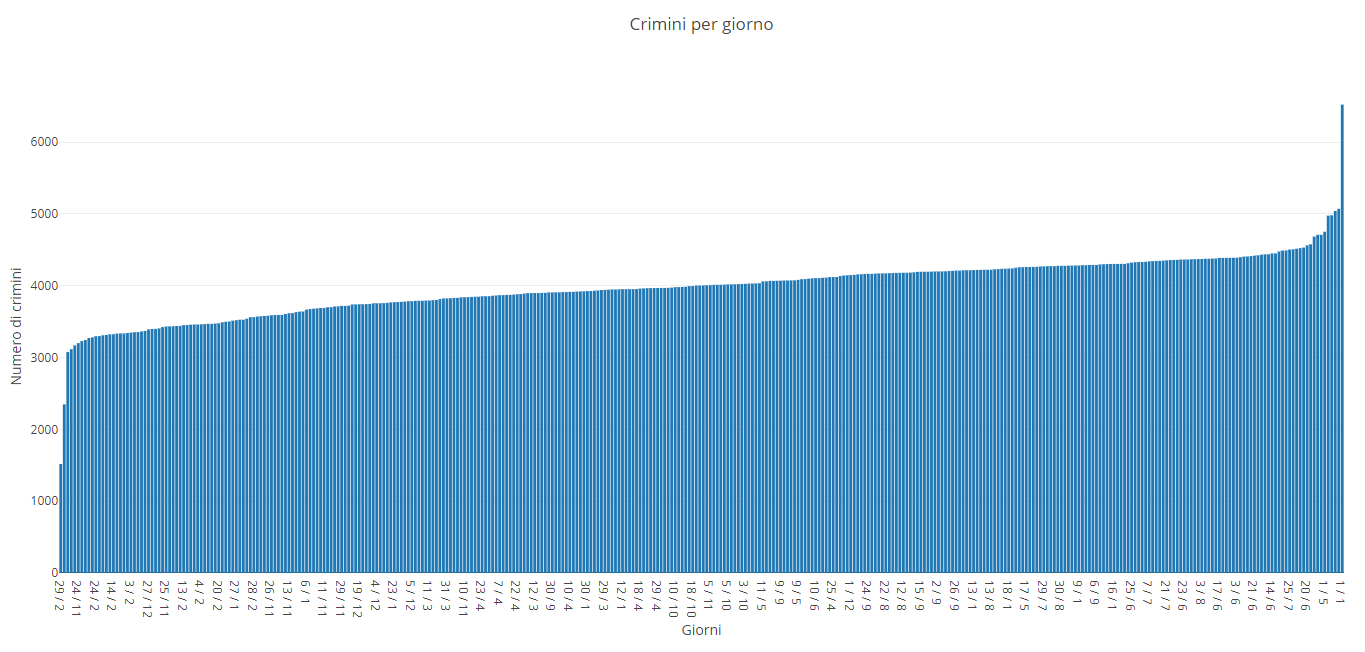 Crimini per giorno
Numero di crimini
6000
5000
4000
3000
2000
1000
0
29 / 2
24 / 11
24 / 2
14 / 2
3 / 2
27 / 12
25 / 11
13 / 2
4 / 2
20 / 2
27 / 1
28 / 2
26 / 11
13 / 11
6 / 1
11 / 11
29 / 11
19 / 12
4 / 12
23 / 1
5 / 12
11 / 3
31 / 3
10 / 11
23 / 4
7 / 4
22 / 4
12 / 3
30 / 9
10 / 4
30 / 1
29 / 3
12 / 1
18 / 4
29 / 4
10 / 10
18 / 10
5 / 11
5 / 10
3 / 10
11 / 5
9 / 9
9 / 5
10 / 6
25 / 4
1 / 12
24 / 9
22 / 8
12 / 8
15 / 9
2 / 9
26 / 9
13 / 1
13 / 8
18 / 1
17 / 5
29 / 7
30 / 8
9 / 1
6 / 9
16 / 1
25 / 6
7 / 7
21 / 7
23 / 6
3 / 8
17 / 6
3 / 6
21 / 6
14 / 6
25 / 7
20 / 6
1 / 5
1 / 1
Giorni